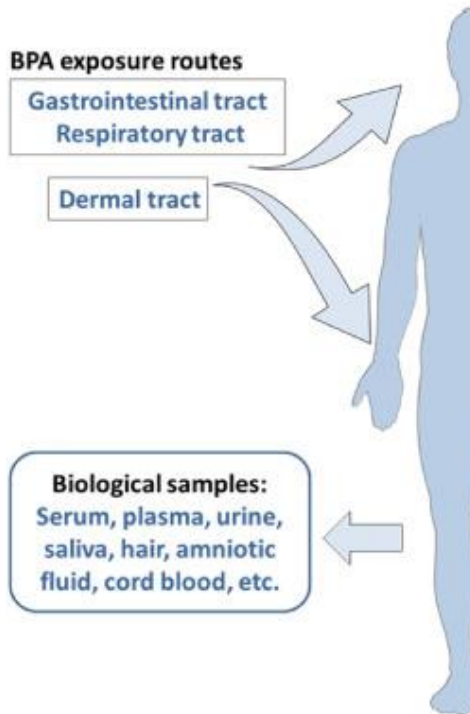 BPA exposure routes
Gastrointestinal tract
Respiratory tract
Dermal tract
Biological samples:
Serum, plasma, urine,
saliva, hair, amniotic
fluid, cord blood, etc.